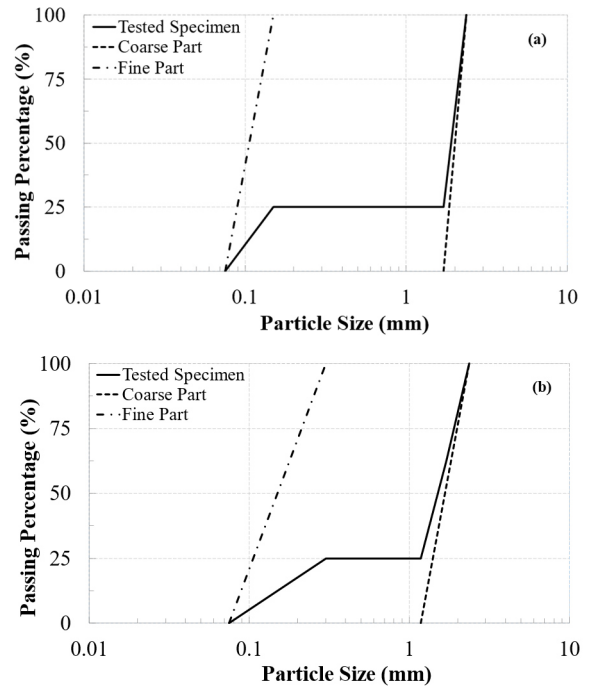 100
75
50
25
0
Passing Percentage (%)
Tested Specimen
Coarse Part
Fine Part
(a)
0.01
0.1
1
10
Particle Size (mm)
100
75
50
25
0
Passing Percentage (%)
Tested Specimen
Coarse Part
Fine Part
(b)
0.01
0.1
1
10
Particle Size (mm)